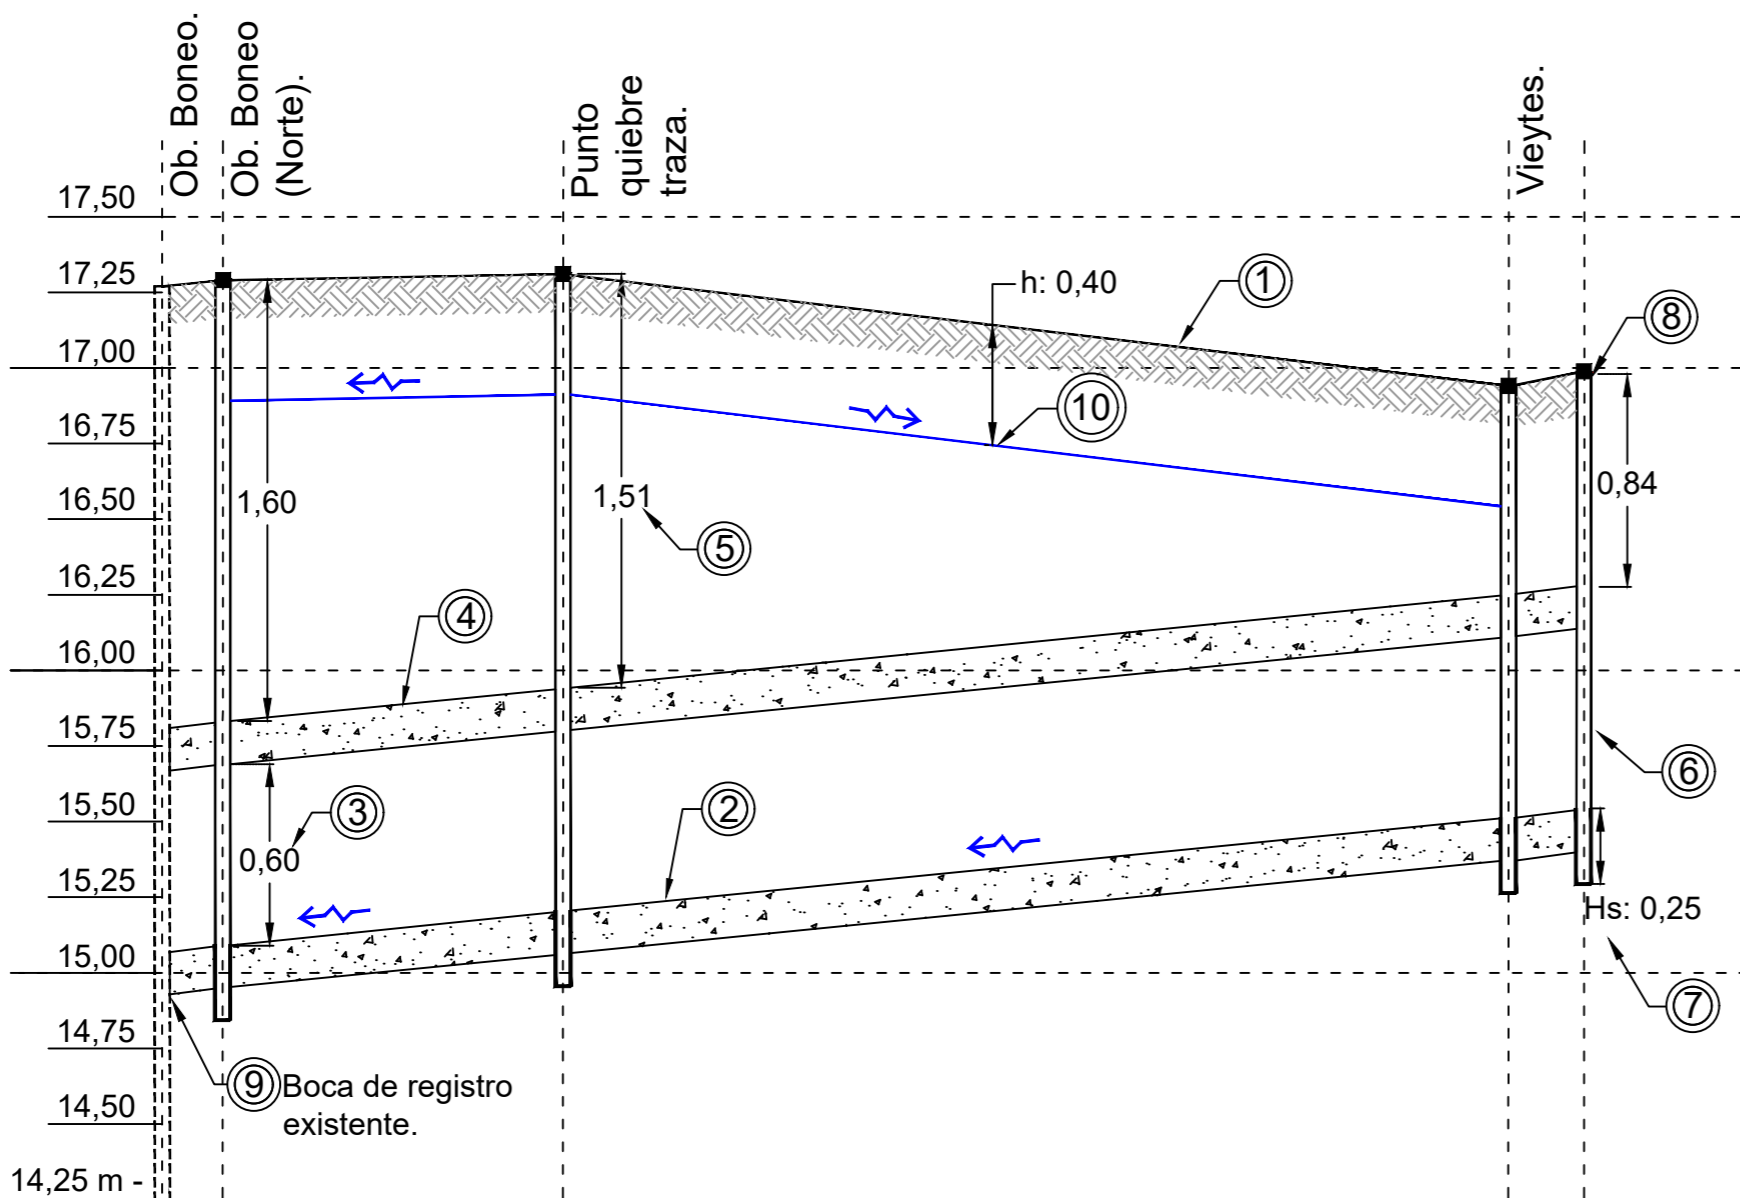 Ob. Boneo.
Ob. Boneo
(Norte).
Punto
quiebre
traza.
Vieytes.
17,50
17,25
h: 0,40
1
8
17,00
10
16,75
16,50
1,60
1,51
0,84
5
16,25
4
16,00
15,75
6
15,50
3
2
0,60
15,25
Hs: 0,25
15,00
7
14,75
9
Boca de registro
existente.
14,50
14,25 m -